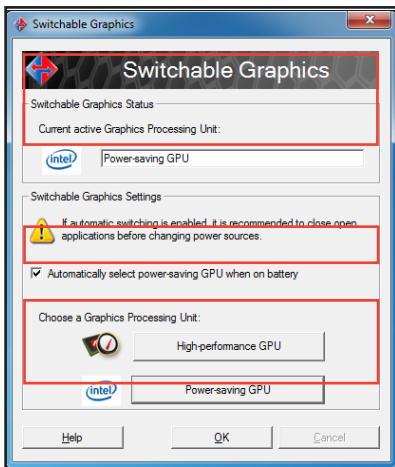 Switchable Graphics
Switchable Graphics
Switchable Graphics Status
Current active Graphics Processing Unit:
intel
Power-saving GPU
Switchable Graphics Settings
If automatic switching is enabled, it is recommended to close open
applications before changing power sources.
Automatically select power-saving GPU when on battery
Choose a Graphics Processing Unit:
High-performance GPU
intel
Power-saving GPU
Help
OK
Cancel